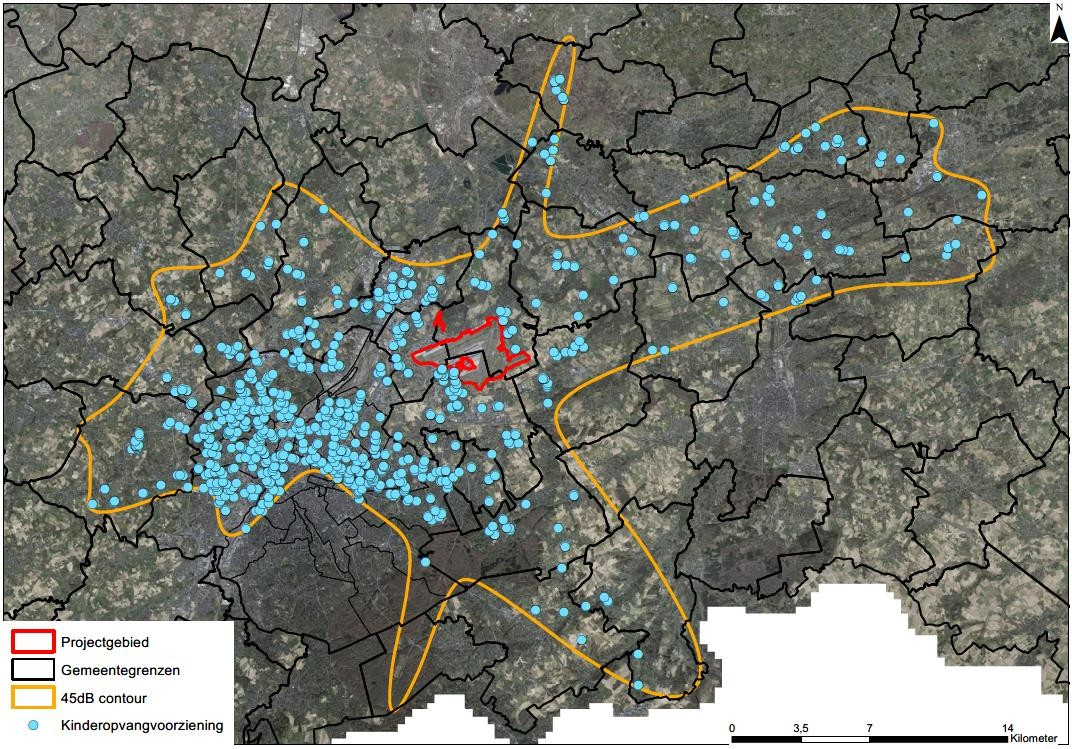 N
Projectgebied
Gemeentegrenzen
45dB contour
Kinderopvangvoorziening
0 3,5 7 14
Kilometer